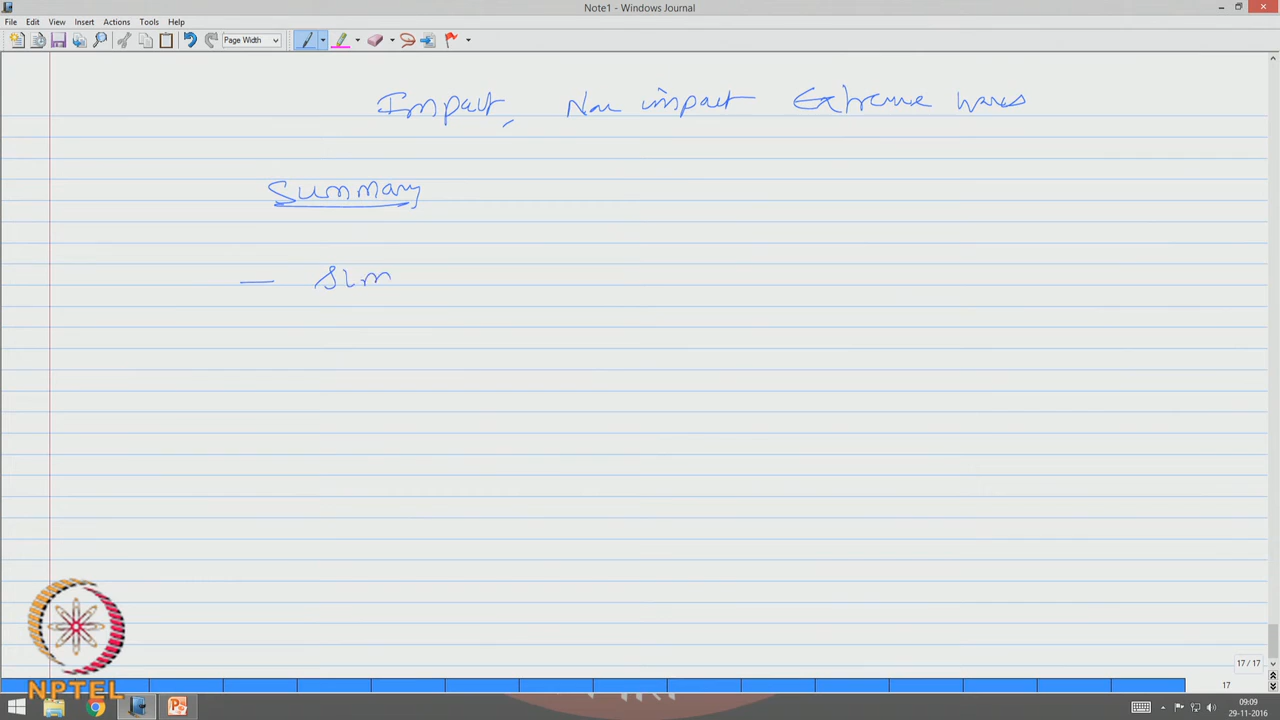 Note1 - Windows Journal
File Edit View Insert Actions Tools Help
Page Width
Impact, Non impact Extreme waves
Summary
— sim
17 / 17
17
NPTEL
09:09
29-11-2016